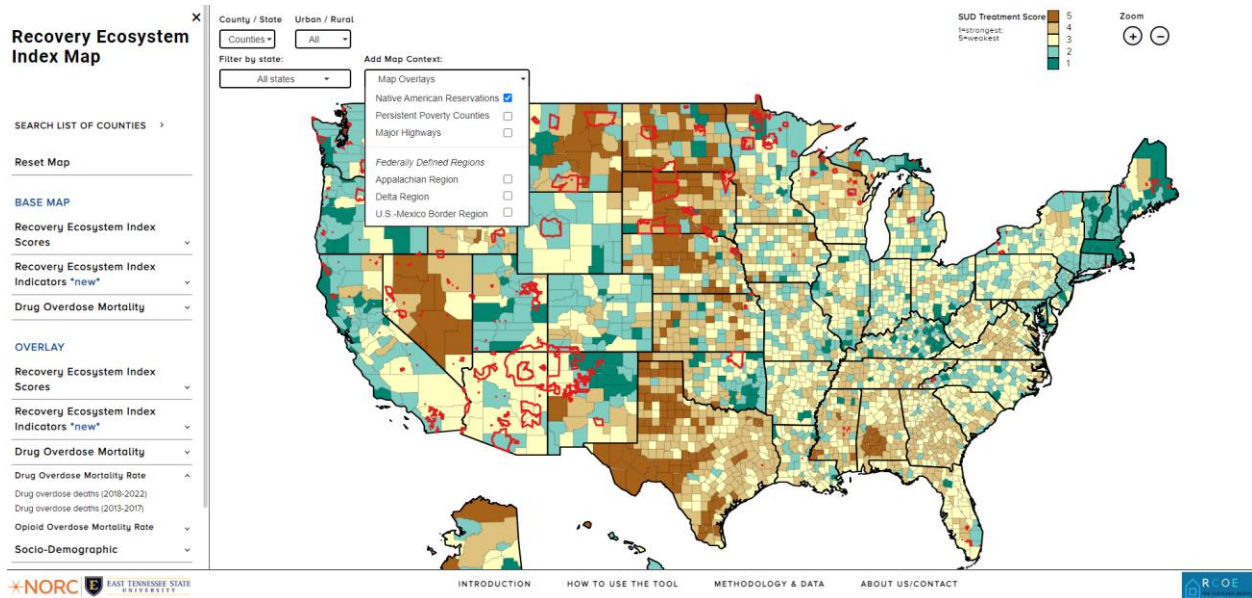 ×
Recovery Ecosystem
Index Map
SEARCH LIST OF COUNTIES ›
Reset Map
BASE MAP
Recovery Ecosystem Index
Scores
Recovery Ecosystem Index
Indicators *new*
Drug Overdose Mortality
OVERLAY
Recovery Ecosystem Index
Scores
Recovery Ecosystem Index
Indicators *new*
Drug Overdose Mortality
Drug Overdose Mortality Rate
Drug overdose deaths (2018-2022)
Drug overdose deaths (2013-2017)
Opioid Overdose Mortality Rate
Socio-Demographic
County / State Urban / Rural
Counties All
Filter by state: Add Map Context:
All states Map Overlays
Native American Reservations
Persistent Poverty Counties
Major Highways
Federally Defined Regions
Appalachian Region
Delta Region
U.S.-Mexico Border Region
SUD Treatment Score
1=strongest;
5=weakest
5
4
3
2
1
Zoom
+ −
NORC E EAST TENNESSEE STATE
UNIVERSITY
INTRODUCTION HOW TO USE THE TOOL METHODOLOGY & DATA ABOUT US/CONTACT
RCOE